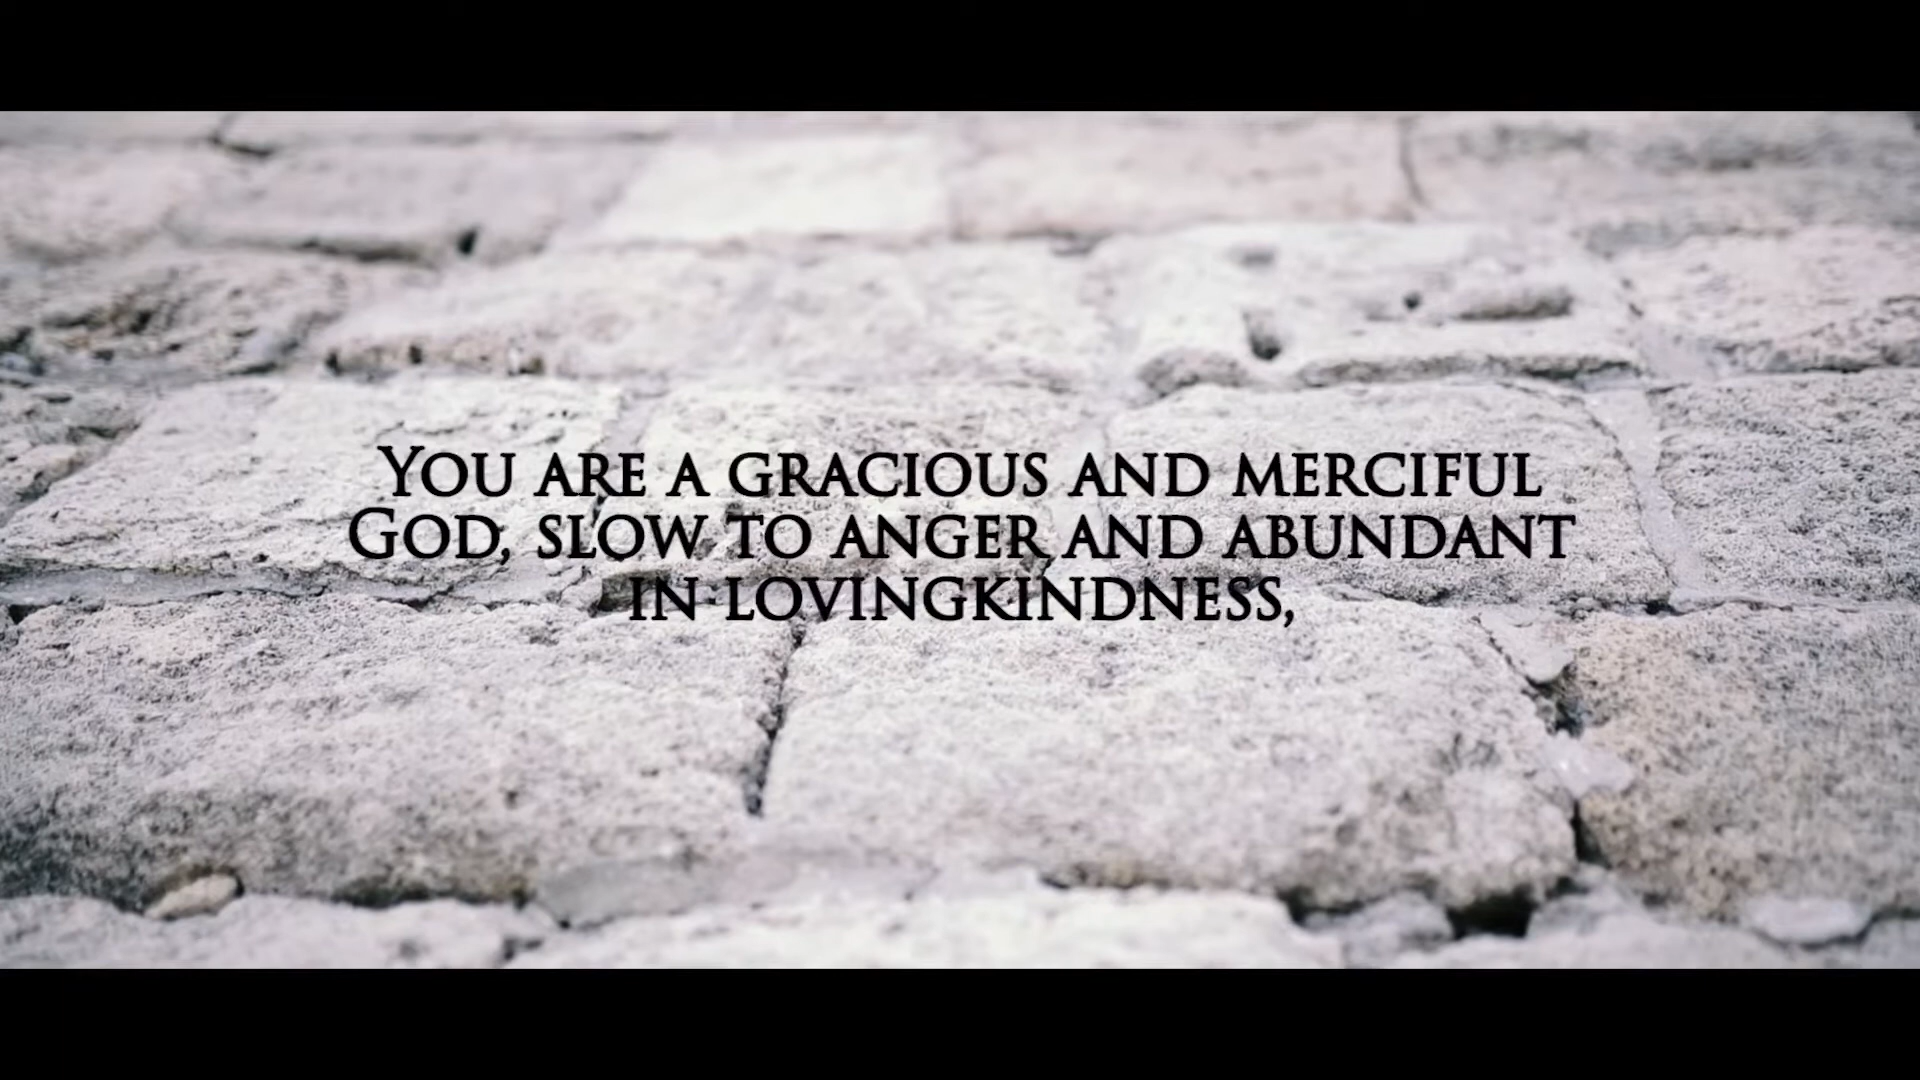 You are a gracious and merciful
God, slow to anger and abundant
in lovingkindness,